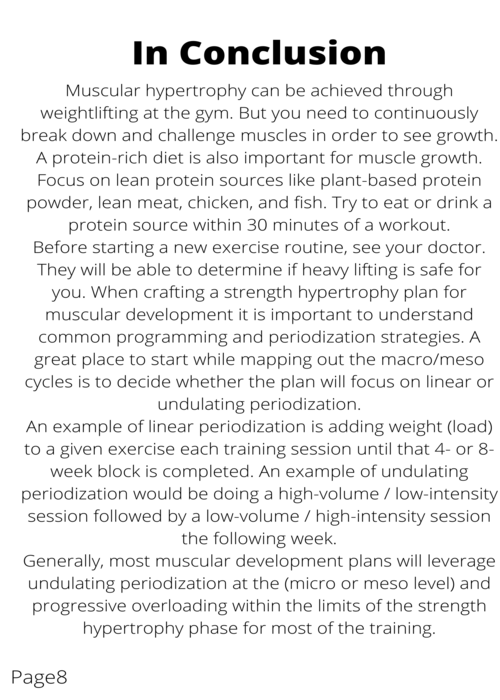 In Conclusion
Muscular hypertrophy can be achieved through
weightlifting at the gym. But you need to continuously
break down and challenge muscles in order to see growth.
A protein-rich diet is also important for muscle growth.
Focus on lean protein sources like plant-based protein
powder, lean meat, chicken, and fish. Try to eat or drink a
protein source within 30 minutes of a workout.
Before starting a new exercise routine, see your doctor.
They will be able to determine if heavy lifting is safe for
you. When crafting a strength hypertrophy plan for
muscular development it is important to understand
common programming and periodization strategies. A
great place to start while mapping out the macro/meso
cycles is to decide whether the plan will focus on linear or
undulating periodization.
An example of linear periodization is adding weight (load)
to a given exercise each training session until that 4- or 8-
week block is completed. An example of undulating
periodization would be doing a high-volume / low-intensity
session followed by a low-volume / high-intensity session
the following week.
Generally, most muscular development plans will leverage
undulating periodization at the (micro or meso level) and
progressive overloading within the limits of the strength
hypertrophy phase for most of the training.
Page8